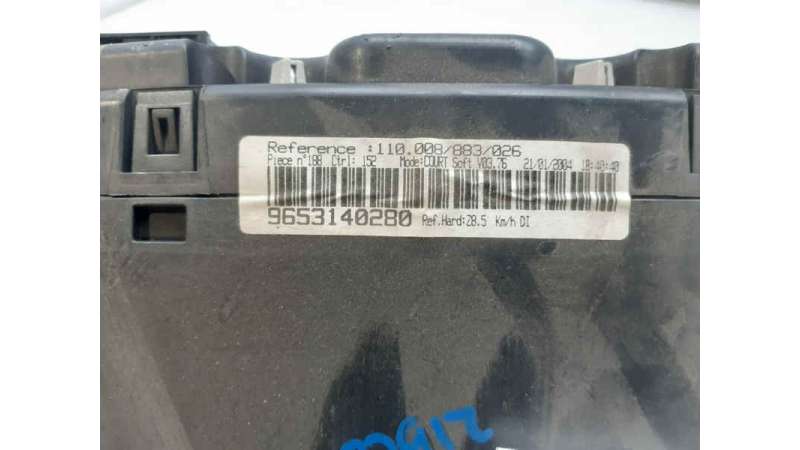 Reference :110.008/883/026
Piece n°188 Ctrl: 152 Mode:COURT Soft V03.76 21/01/2004 18:40:40
9653140280 Ref.Hard:28.5 Km/h DI